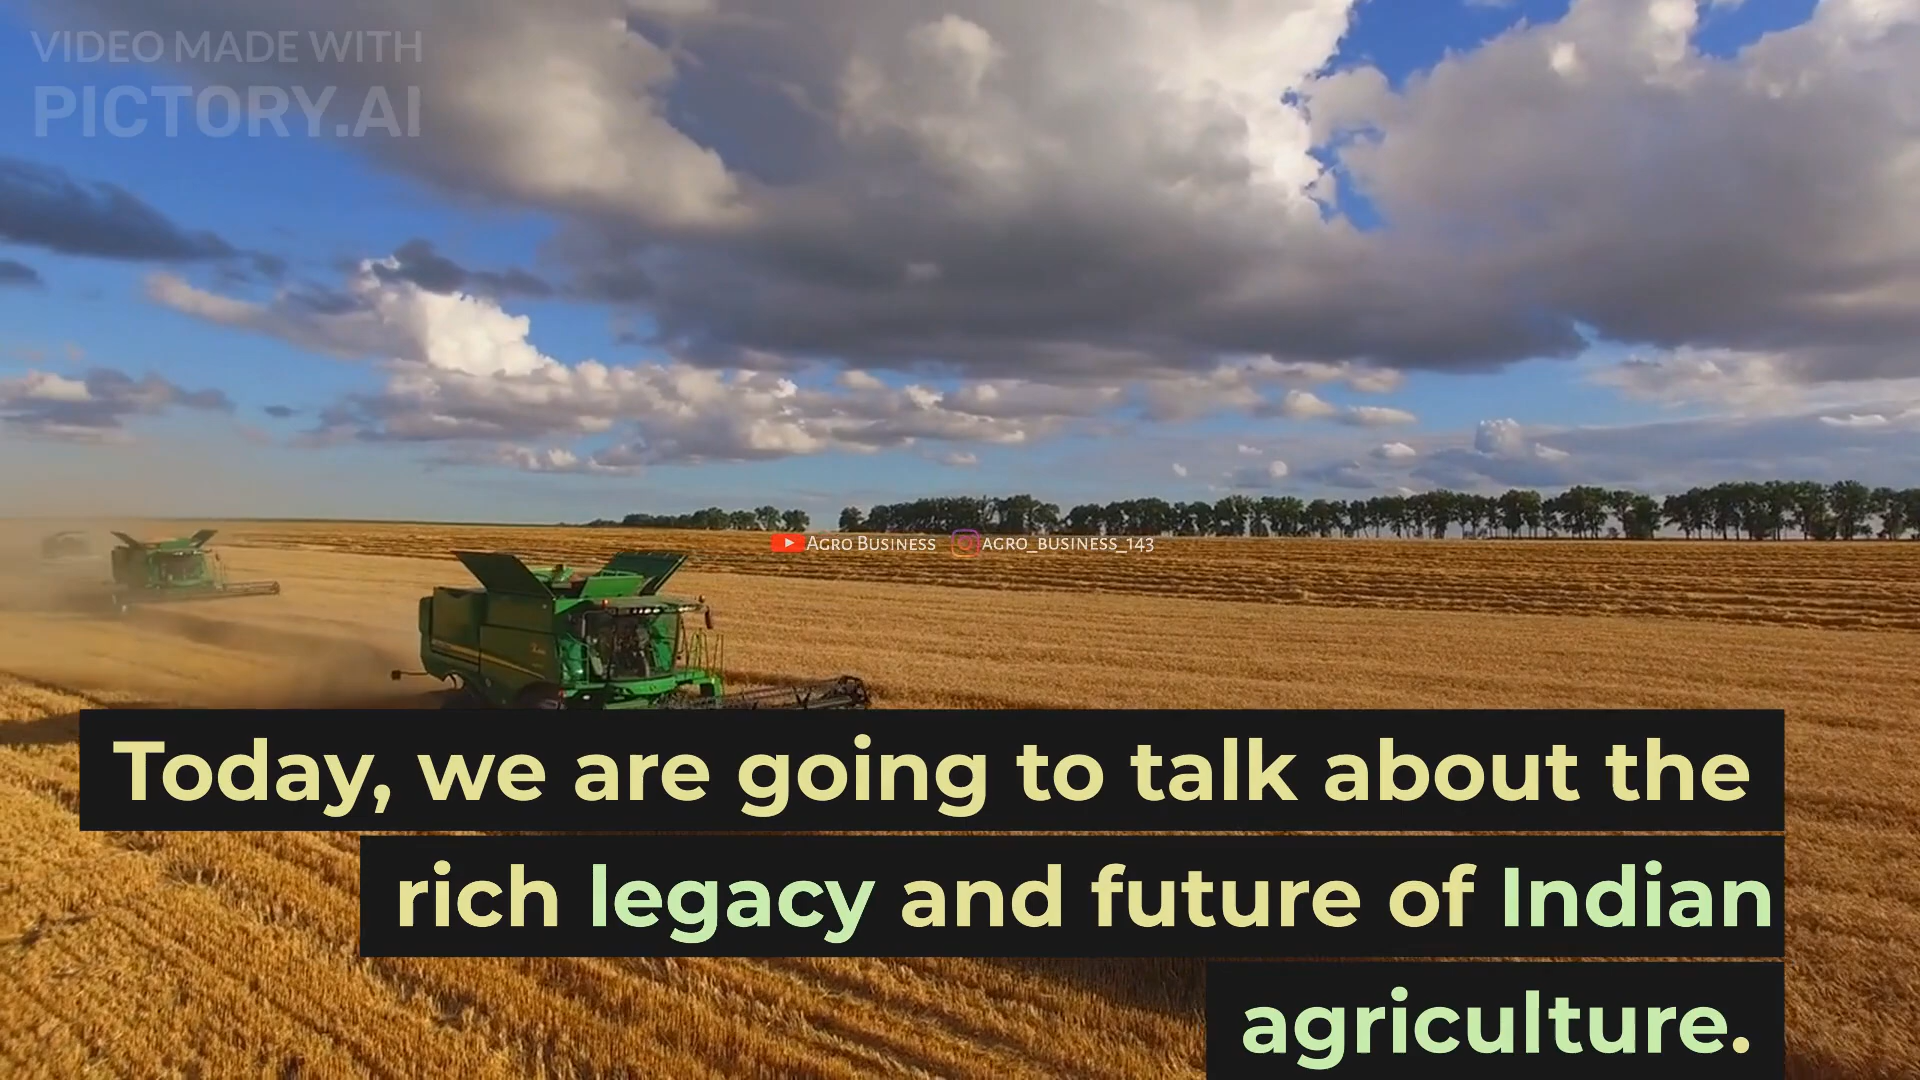 VIDEO MADE WITH
PICTORY.AI
Agro Business agro_business_143
Today, we are going to talk about the
rich legacy and future of Indian
agriculture.